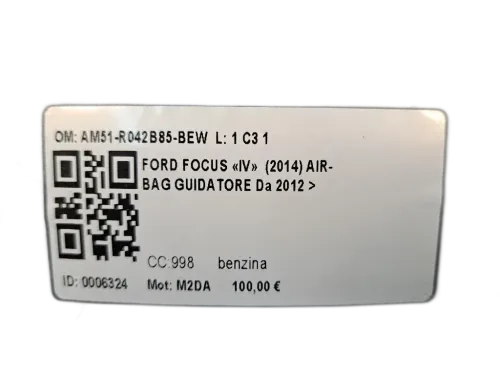 OM: AM51-R042B85-BEW L: 1 C3 1
FORD FOCUS «IV» (2014) AIR-
BAG GUIDATORE Da 2012 >
CC:998 benzina
ID: 0006324 Mot: M2DA 100,00 €